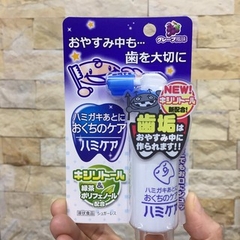 グレープ風味
おやすみ中も…
歯を大切に
ハミガキあとに
おくちのケア
ハミケア
キシリトール
&
緑茶
ポリフェノール
配合
NEW!
キシリトール
新配合!
歯垢は
おやすみ中に
作られます!!
ハミガキあとに
おくちのケア
ハミケア